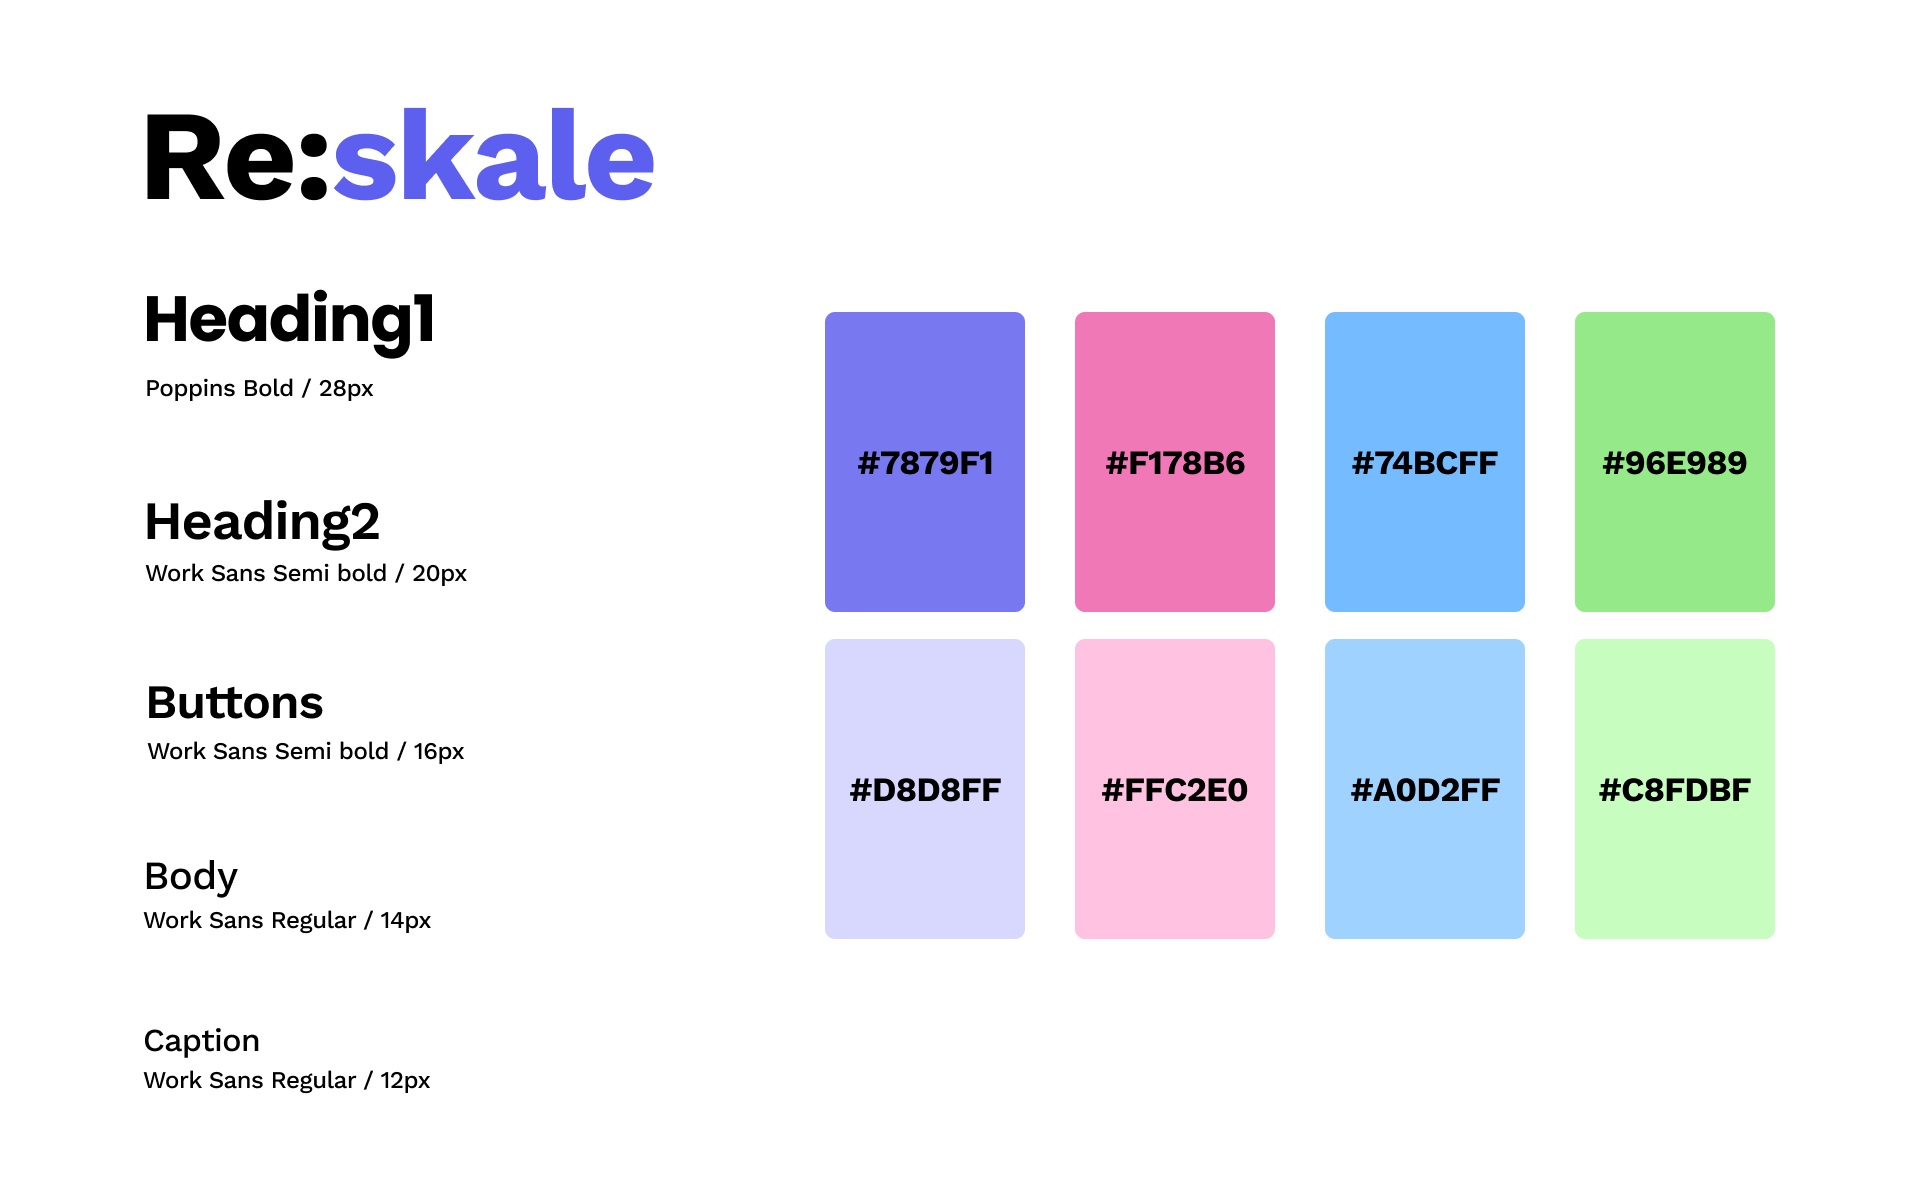 Re:skale
Heading1
Poppins Bold / 28px
Heading2
Work Sans Semi bold / 20px
Buttons
Work Sans Semi bold / 16px
Body
Work Sans Regular / 14px
Caption
Work Sans Regular / 12px
#7879F1
#F178B6
#74BCFF
#96E989
#D8D8FF
#FFC2E0
#A0D2FF
#C8FDBF